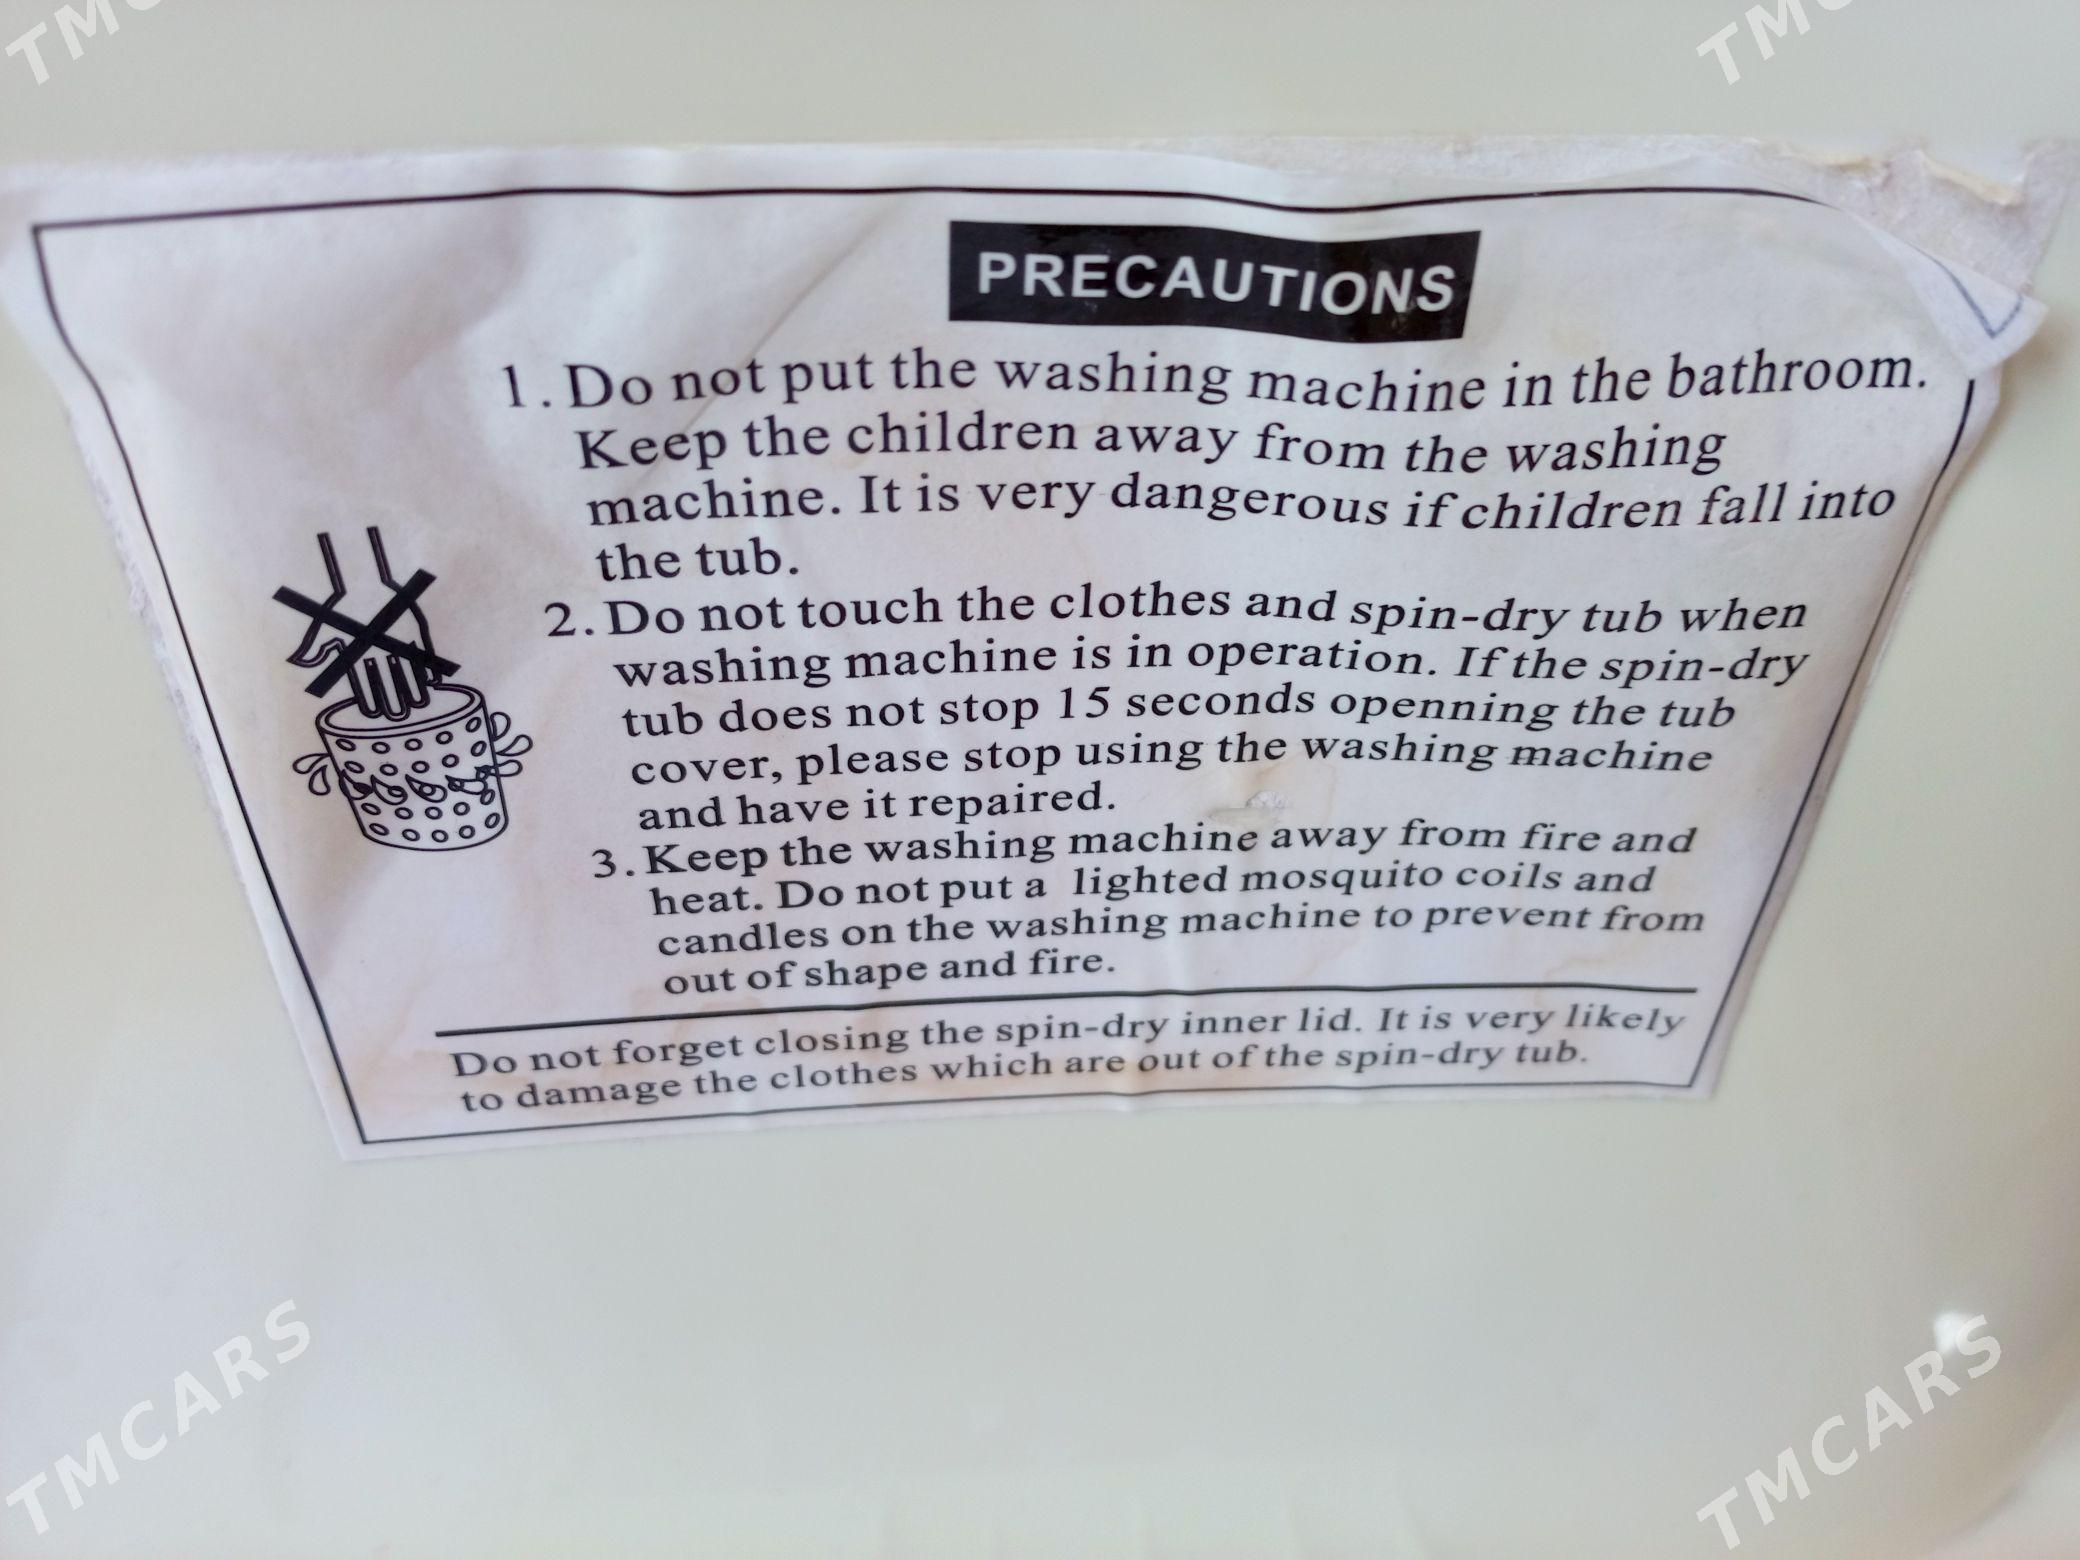 TMC
TMC
PRECAUTIONS
1. Do not put the washing machine in the bathroom.
Keep the children away from the washing
machine. It is very dangerous if children fall into
the tub.
2. Do not touch the clothes and spin-dry tub when
washing machine is in operation. If the spin-dry
tub does not stop 15 seconds openning the tub
cover, please stop using the washing machine
and have it repaired.
3. Keep the washing machine away from fire and
heat. Do not put a lighted mosquito coils and
candles on the washing machine to prevent from
out of shape and fire.
Do not forget closing the spin-dry inner lid. It is very likely
to damage the clothes which are out of the spin-dry tub.
TMCARS
TMCARS